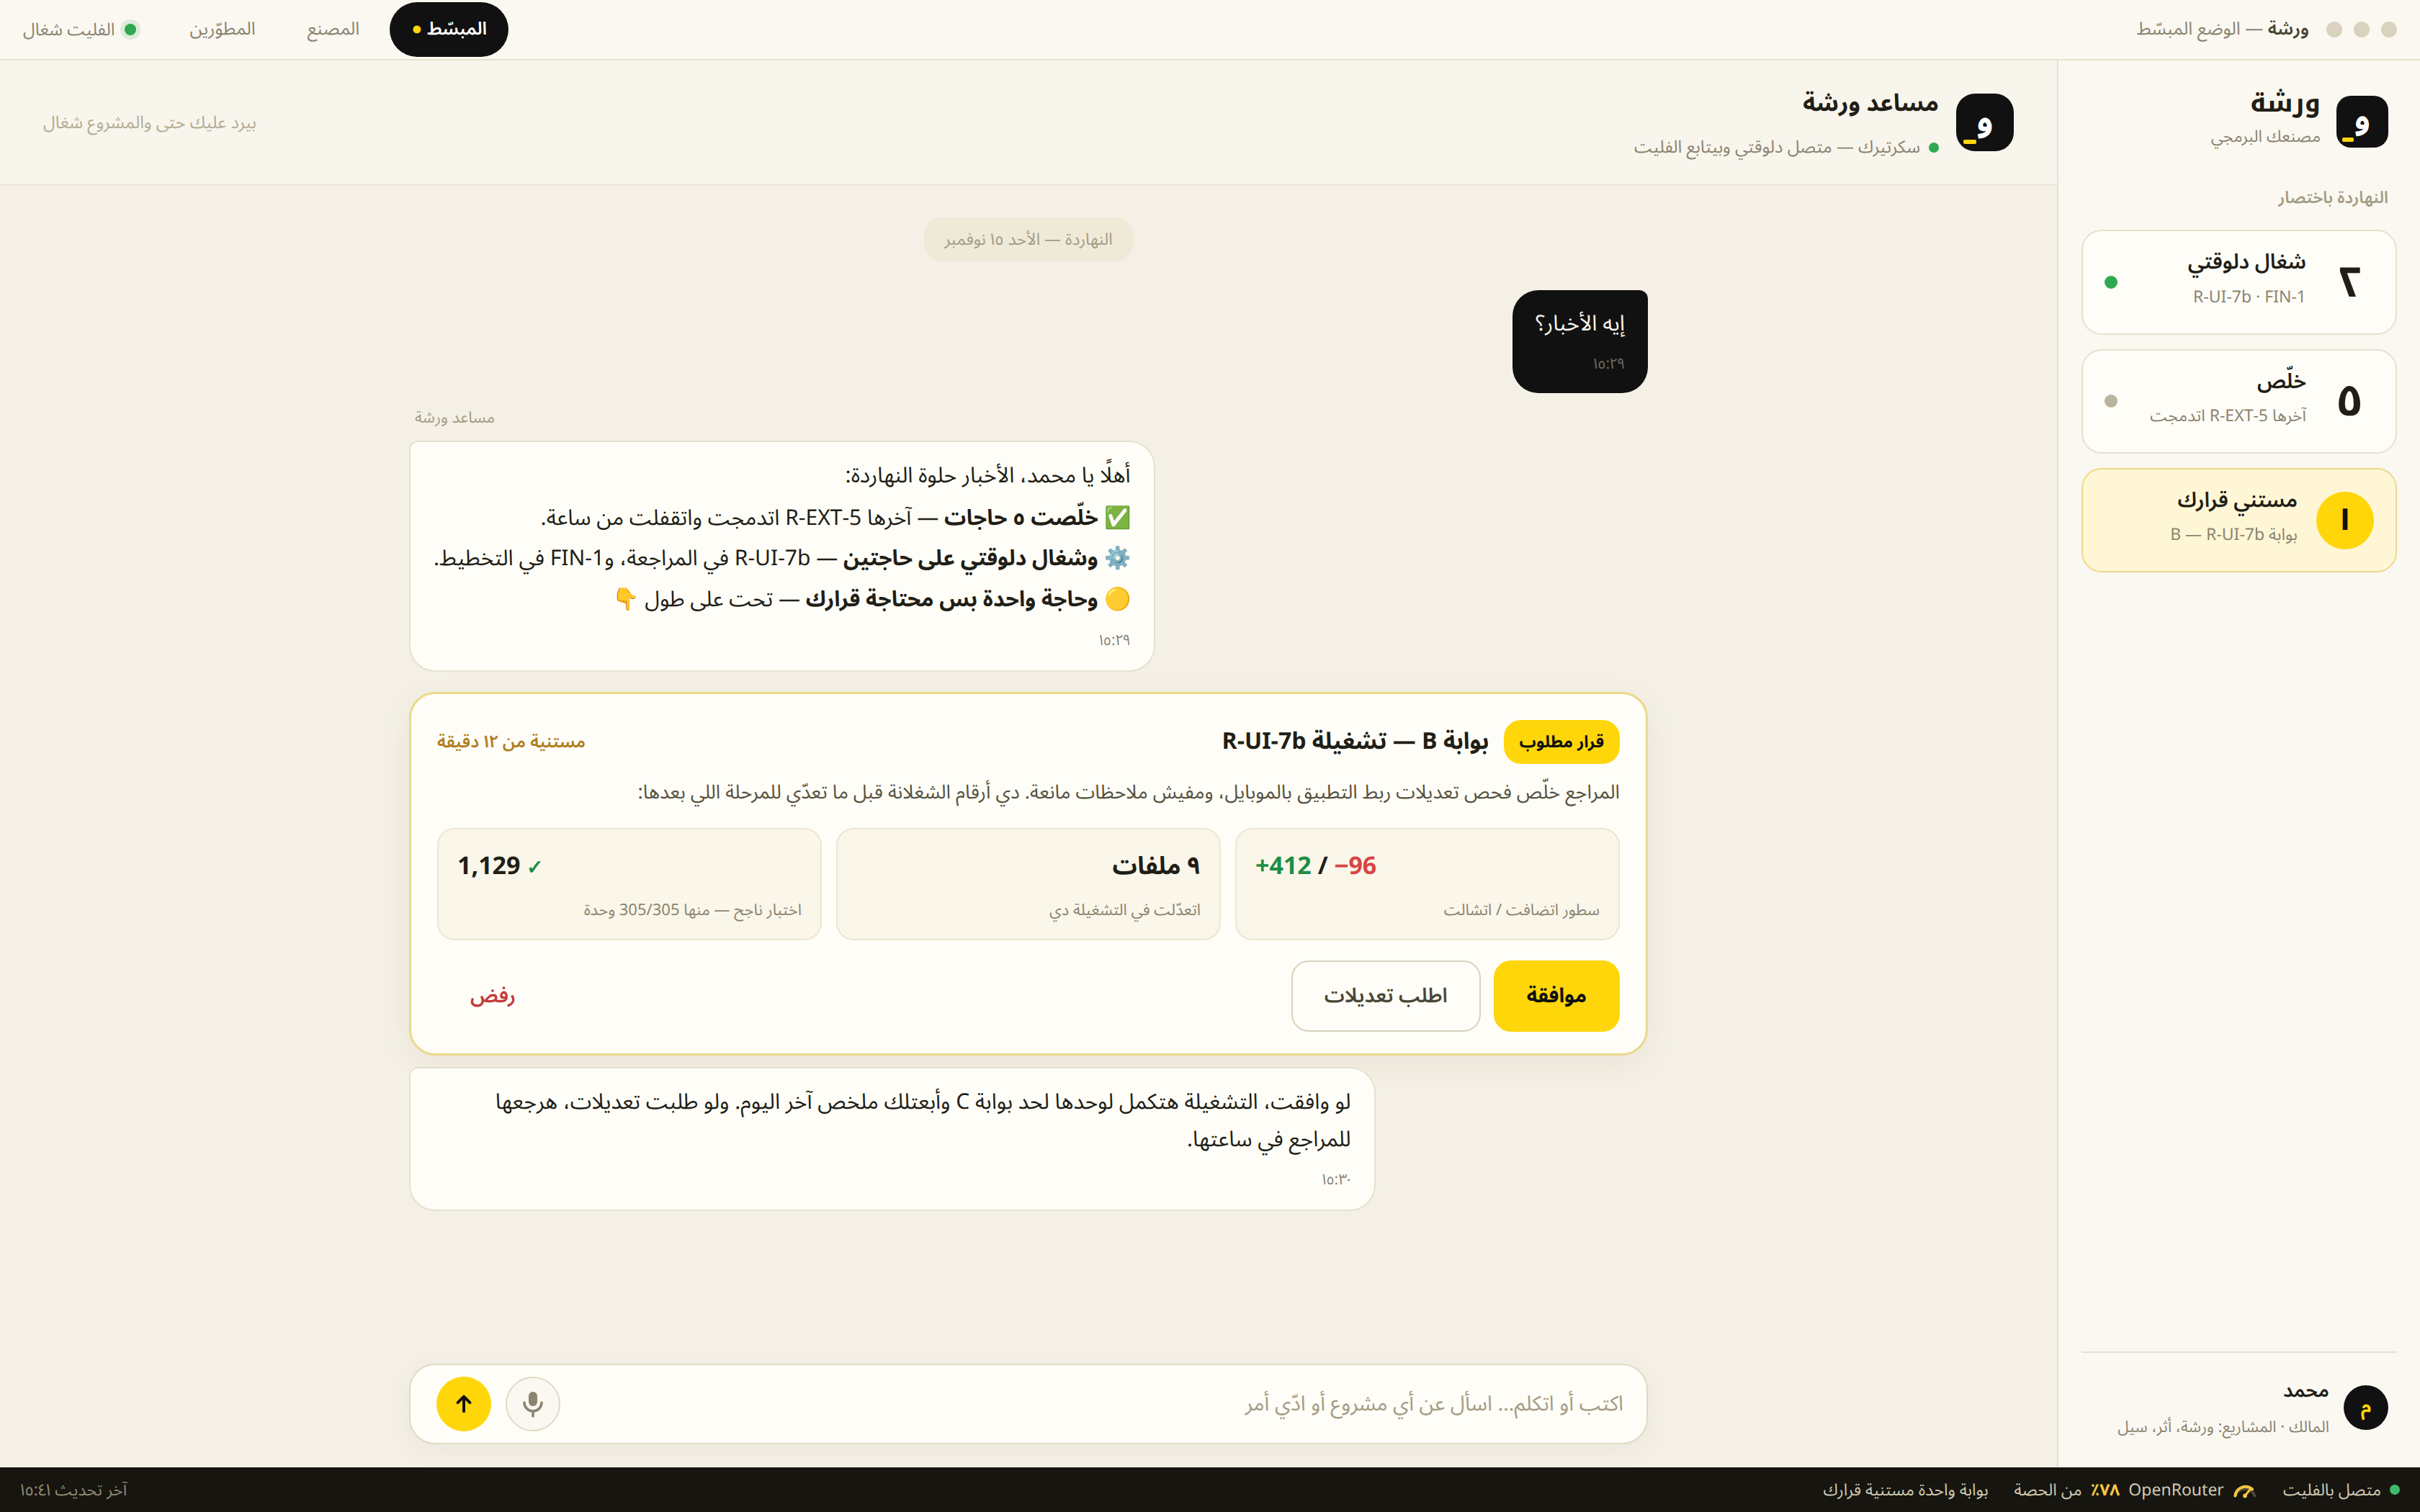 ورشة — الوضع المبسّط
المبسّط
المصنع
المطوّرين
الفليت شغال
و
ورشة
مصنعك البرمجي
النهاردة باختصار
٢
شغال دلوقتي
R-UI-7b · FIN-1
٥
خلّص
آخرها R-EXT-5 اتدمجت
١
مستني قرارك
بوابة B — R-UI-7b
محمد
م
المالك · المشاريع: ورشة، أثر، سيل
و
مساعد ورشة
سكرتيرك — متصل دلوقتي وبيتابع الفليت
بيرد عليك حتى والمشروع شغال
النهاردة — الأحد ١٥ نوفمبر
إيه الأخبار؟
١٥:٢٩
مساعد ورشة
أهلًا يا محمد، الأخبار حلوة النهاردة:
✅ خلّصت ٥ حاجات — آخرها R-EXT-5 اتدمجت واتقفلت من ساعة.
⚙️ وشغال دلوقتي على حاجتين — R-UI-7b في المراجعة، وFIN-1 في التخطيط.
🟡 وحاجة واحدة بس محتاجة قرارك — تحت على طول 👇
١٥:٢٩
قرار مطلوب
بوابة B — تشغيلة R-UI-7b
مستنية من ١٢ دقيقة
المراجع خلّص فحص تعديلات ربط التطبيق بالموبايل، ومفيش ملاحظات مانعة. دي أرقام الشغلانة قبل ما تعدّي للمرحلة اللي بعدها:
+412 / −96
سطور اتضافت / اتشالت
٩ ملفات
اتعدّلت في التشغيلة دي
1,129 ✓
اختبار ناجح — منها 305/305 وحدة
موافقة
اطلب تعديلات
رفض
لو وافقت، التشغيلة هتكمل لوحدها لحد بوابة C وأبعتلك ملخص آخر اليوم. ولو طلبت تعديلات، هرجعها
للمراجع في ساعتها.
١٥:٣٠
اكتب أو اتكلم... اسأل عن أي مشروع أو ادّي أمر
متصل بالفليت
OpenRouter ٧٨٪ من الحصة
بوابة واحدة مستنية قرارك
آخر تحديث ١٥:٤١